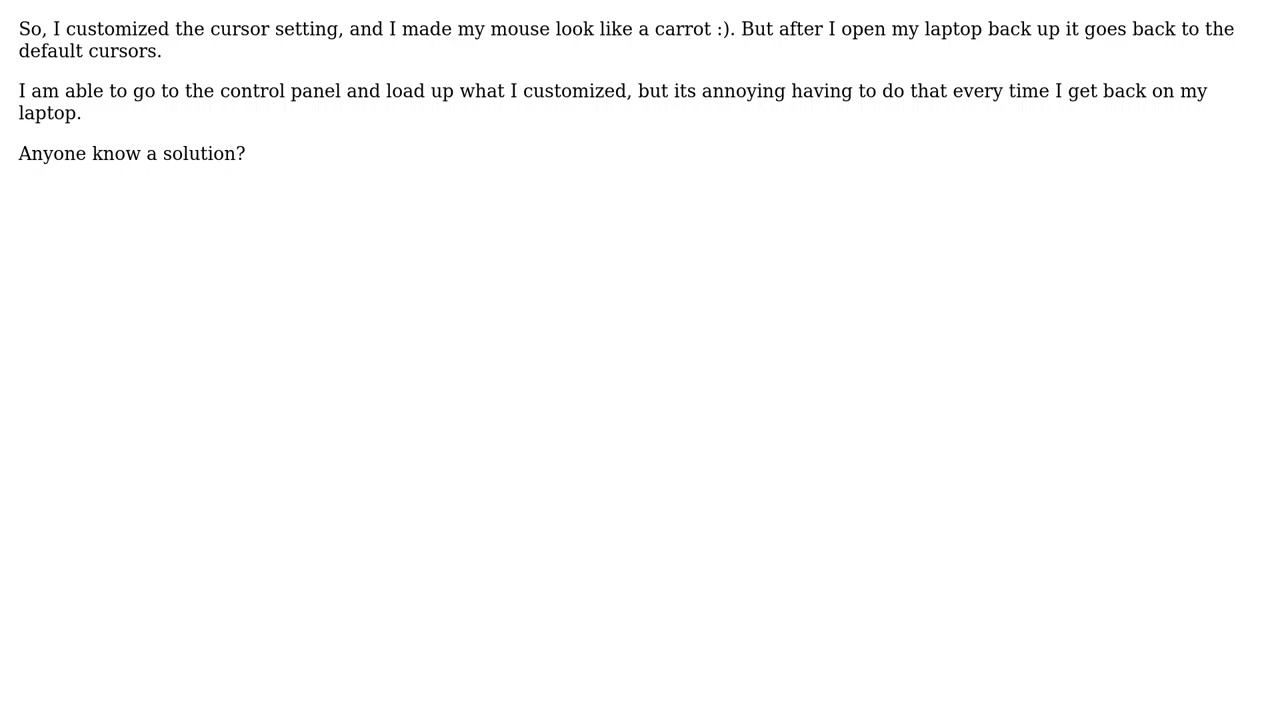 So, I customized the cursor setting, and I made my mouse look like a carrot :). But after I open my laptop back up it goes back to the
default cursors.
I am able to go to the control panel and load up what I customized, but its annoying having to do that every time I get back on my
laptop.
Anyone know a solution?